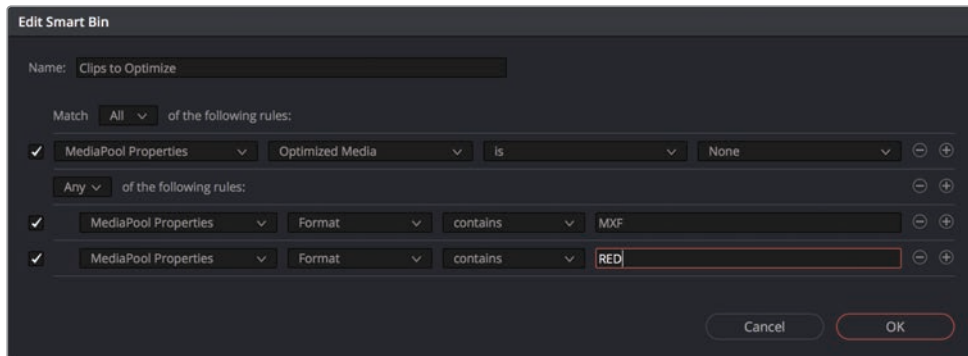 Edit Smart Bin
Name: Clips to Optimize
Match All of the following rules:
MediaPool Properties Optimized Media is None
Any of the following rules:
MediaPool Properties Format contains MXF
MediaPool Properties Format contains RED
Cancel OK